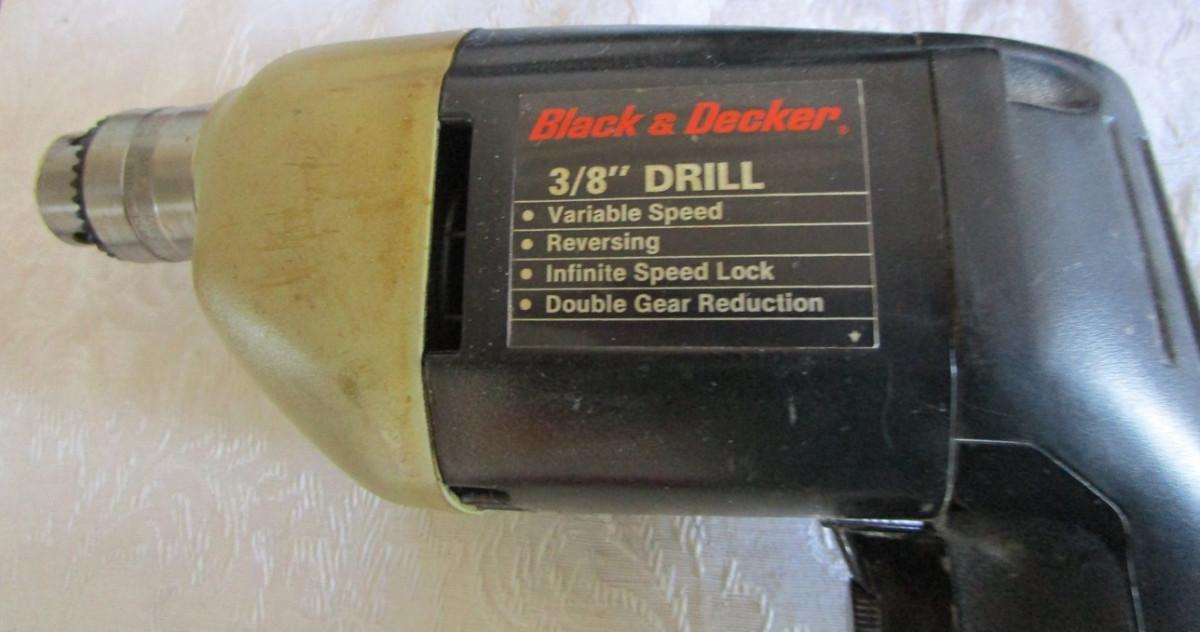 Black & Decker®
3/8" DRILL
• Variable Speed
• Reversing
• Infinite Speed Lock
• Double Gear Reduction